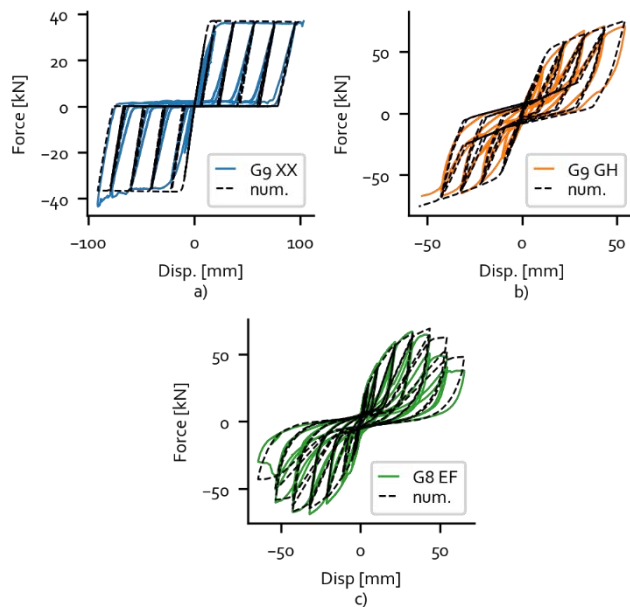 40
20
0
−20
−40
Force [kN]
G9 XX
num.
−100
0
100
Disp. [mm]
a)
50
0
−50
Force [kN]
G9 GH
num.
−50
0
50
Disp. [mm]
b)
50
0
−50
Force [kN]
G8 EF
num.
−50
0
50
Disp [mm]
c)